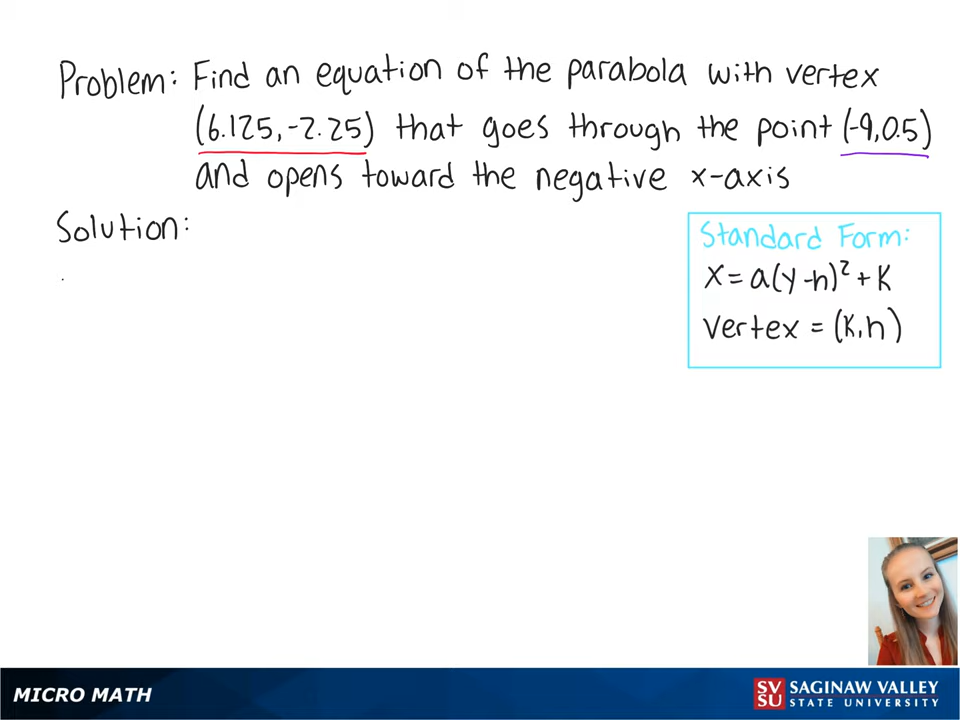 Problem: Find an equation of the parabola with vertex
(6.125, -2.25) that goes through the point (-9, 0.5)
and opens toward the negative x-axis
Solution:
Standard Form:
x = a(y - h)² + k
vertex = (k, h)
MICRO MATH
SV
SU
SAGINAW VALLEY
STATE UNIVERSITY